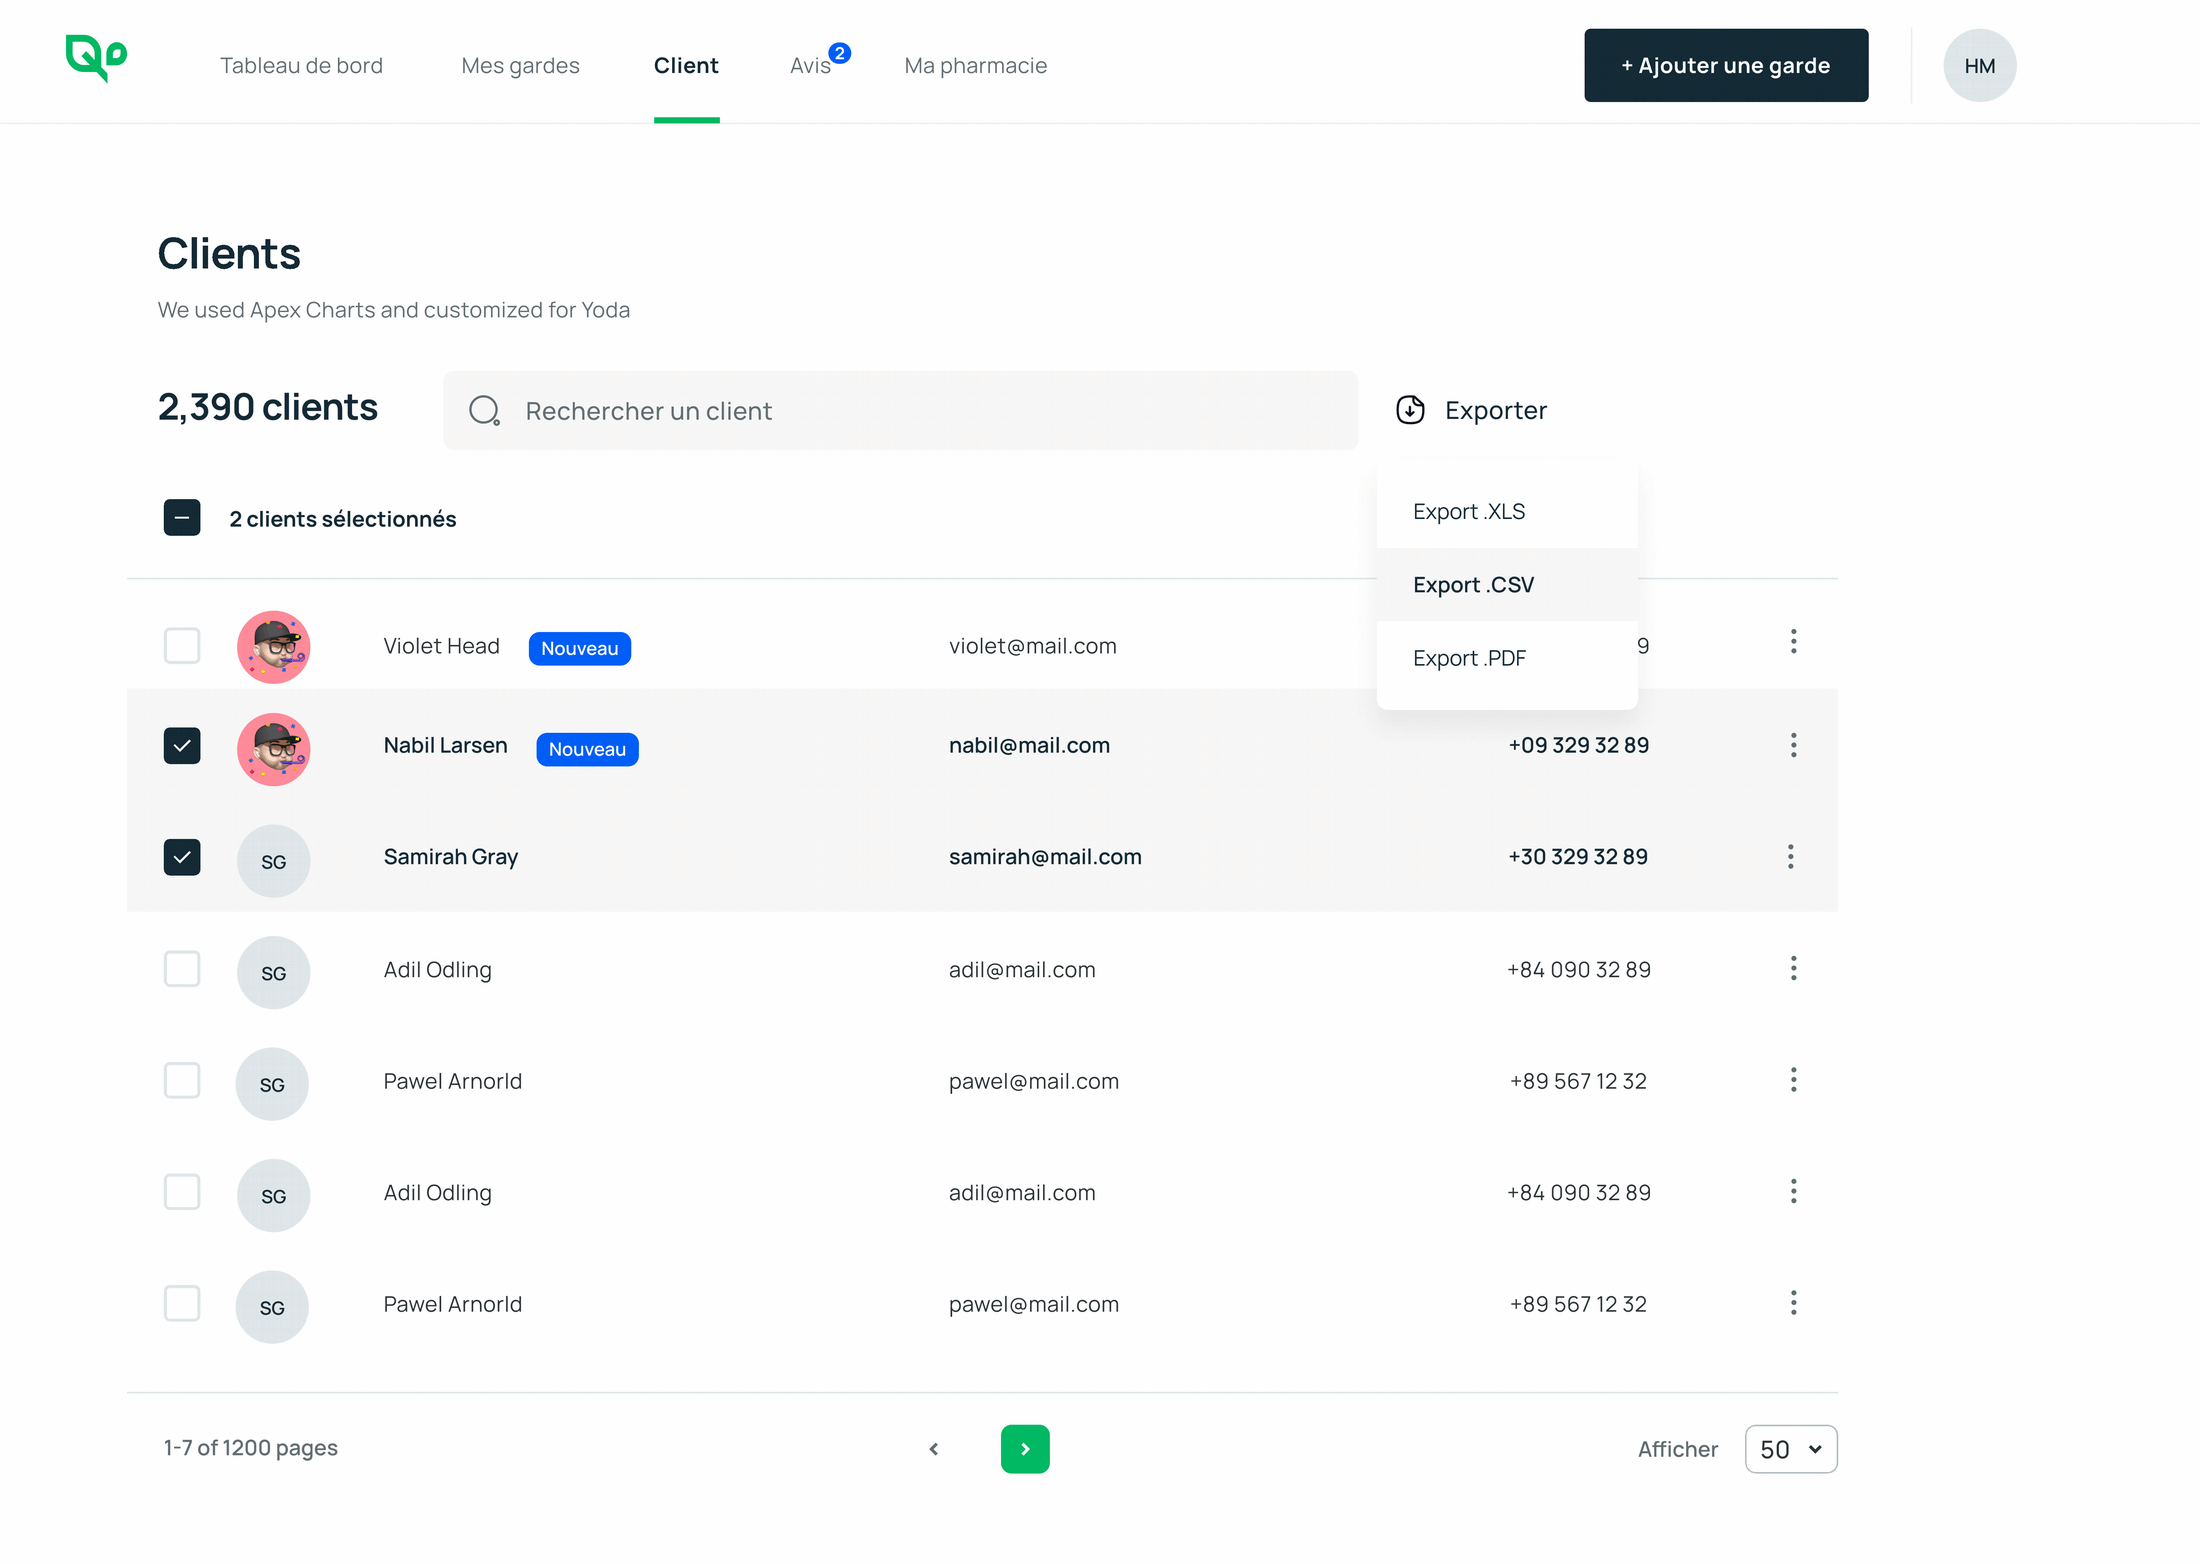 Tableau de bord
Mes gardes
Client
Avis
2
Ma pharmacie
+ Ajouter une garde
HM
Clients
We used Apex Charts and customized for Yoda
2,390 clients
Rechercher un client
Exporter
2 clients sélectionnés
Export .XLS
Export .CSV
Export .PDF
Violet Head
Nouveau
violet@mail.com
9
Nabil Larsen
Nouveau
nabil@mail.com
+09 329 32 89
SG
Samirah Gray
samirah@mail.com
+30 329 32 89
SG
Adil Odling
adil@mail.com
+84 090 32 89
SG
Pawel Arnorld
pawel@mail.com
+89 567 12 32
SG
Adil Odling
adil@mail.com
+84 090 32 89
SG
Pawel Arnorld
pawel@mail.com
+89 567 12 32
1-7 of 1200 pages
Afficher
50